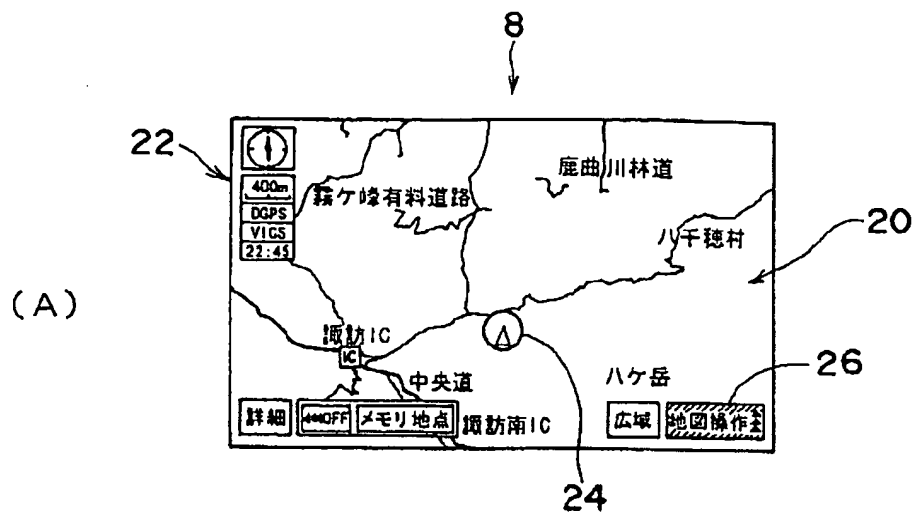 8
22
400m
DGPS
VICS
22:45
霧ケ峰有料道路
鹿曲川林道
八千穂村
20
(A)
諏訪IC
IC
中央道
八ケ岳
26
詳細
OFF
メモリ地点
諏訪南IC
広域
地図操作
24